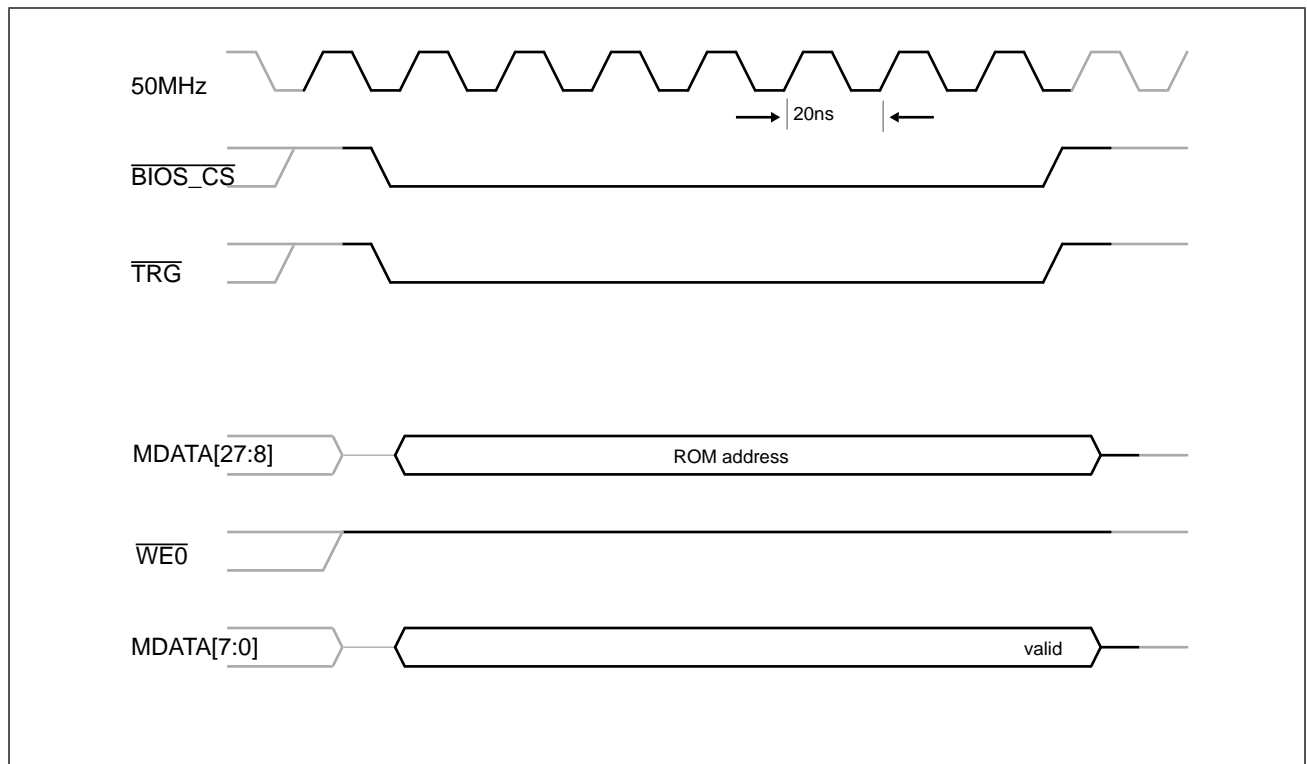 50MHz
20ns
BIOS_CS
TRG
MDATA[27:8]
ROM address
WE0
MDATA[7:0]
valid